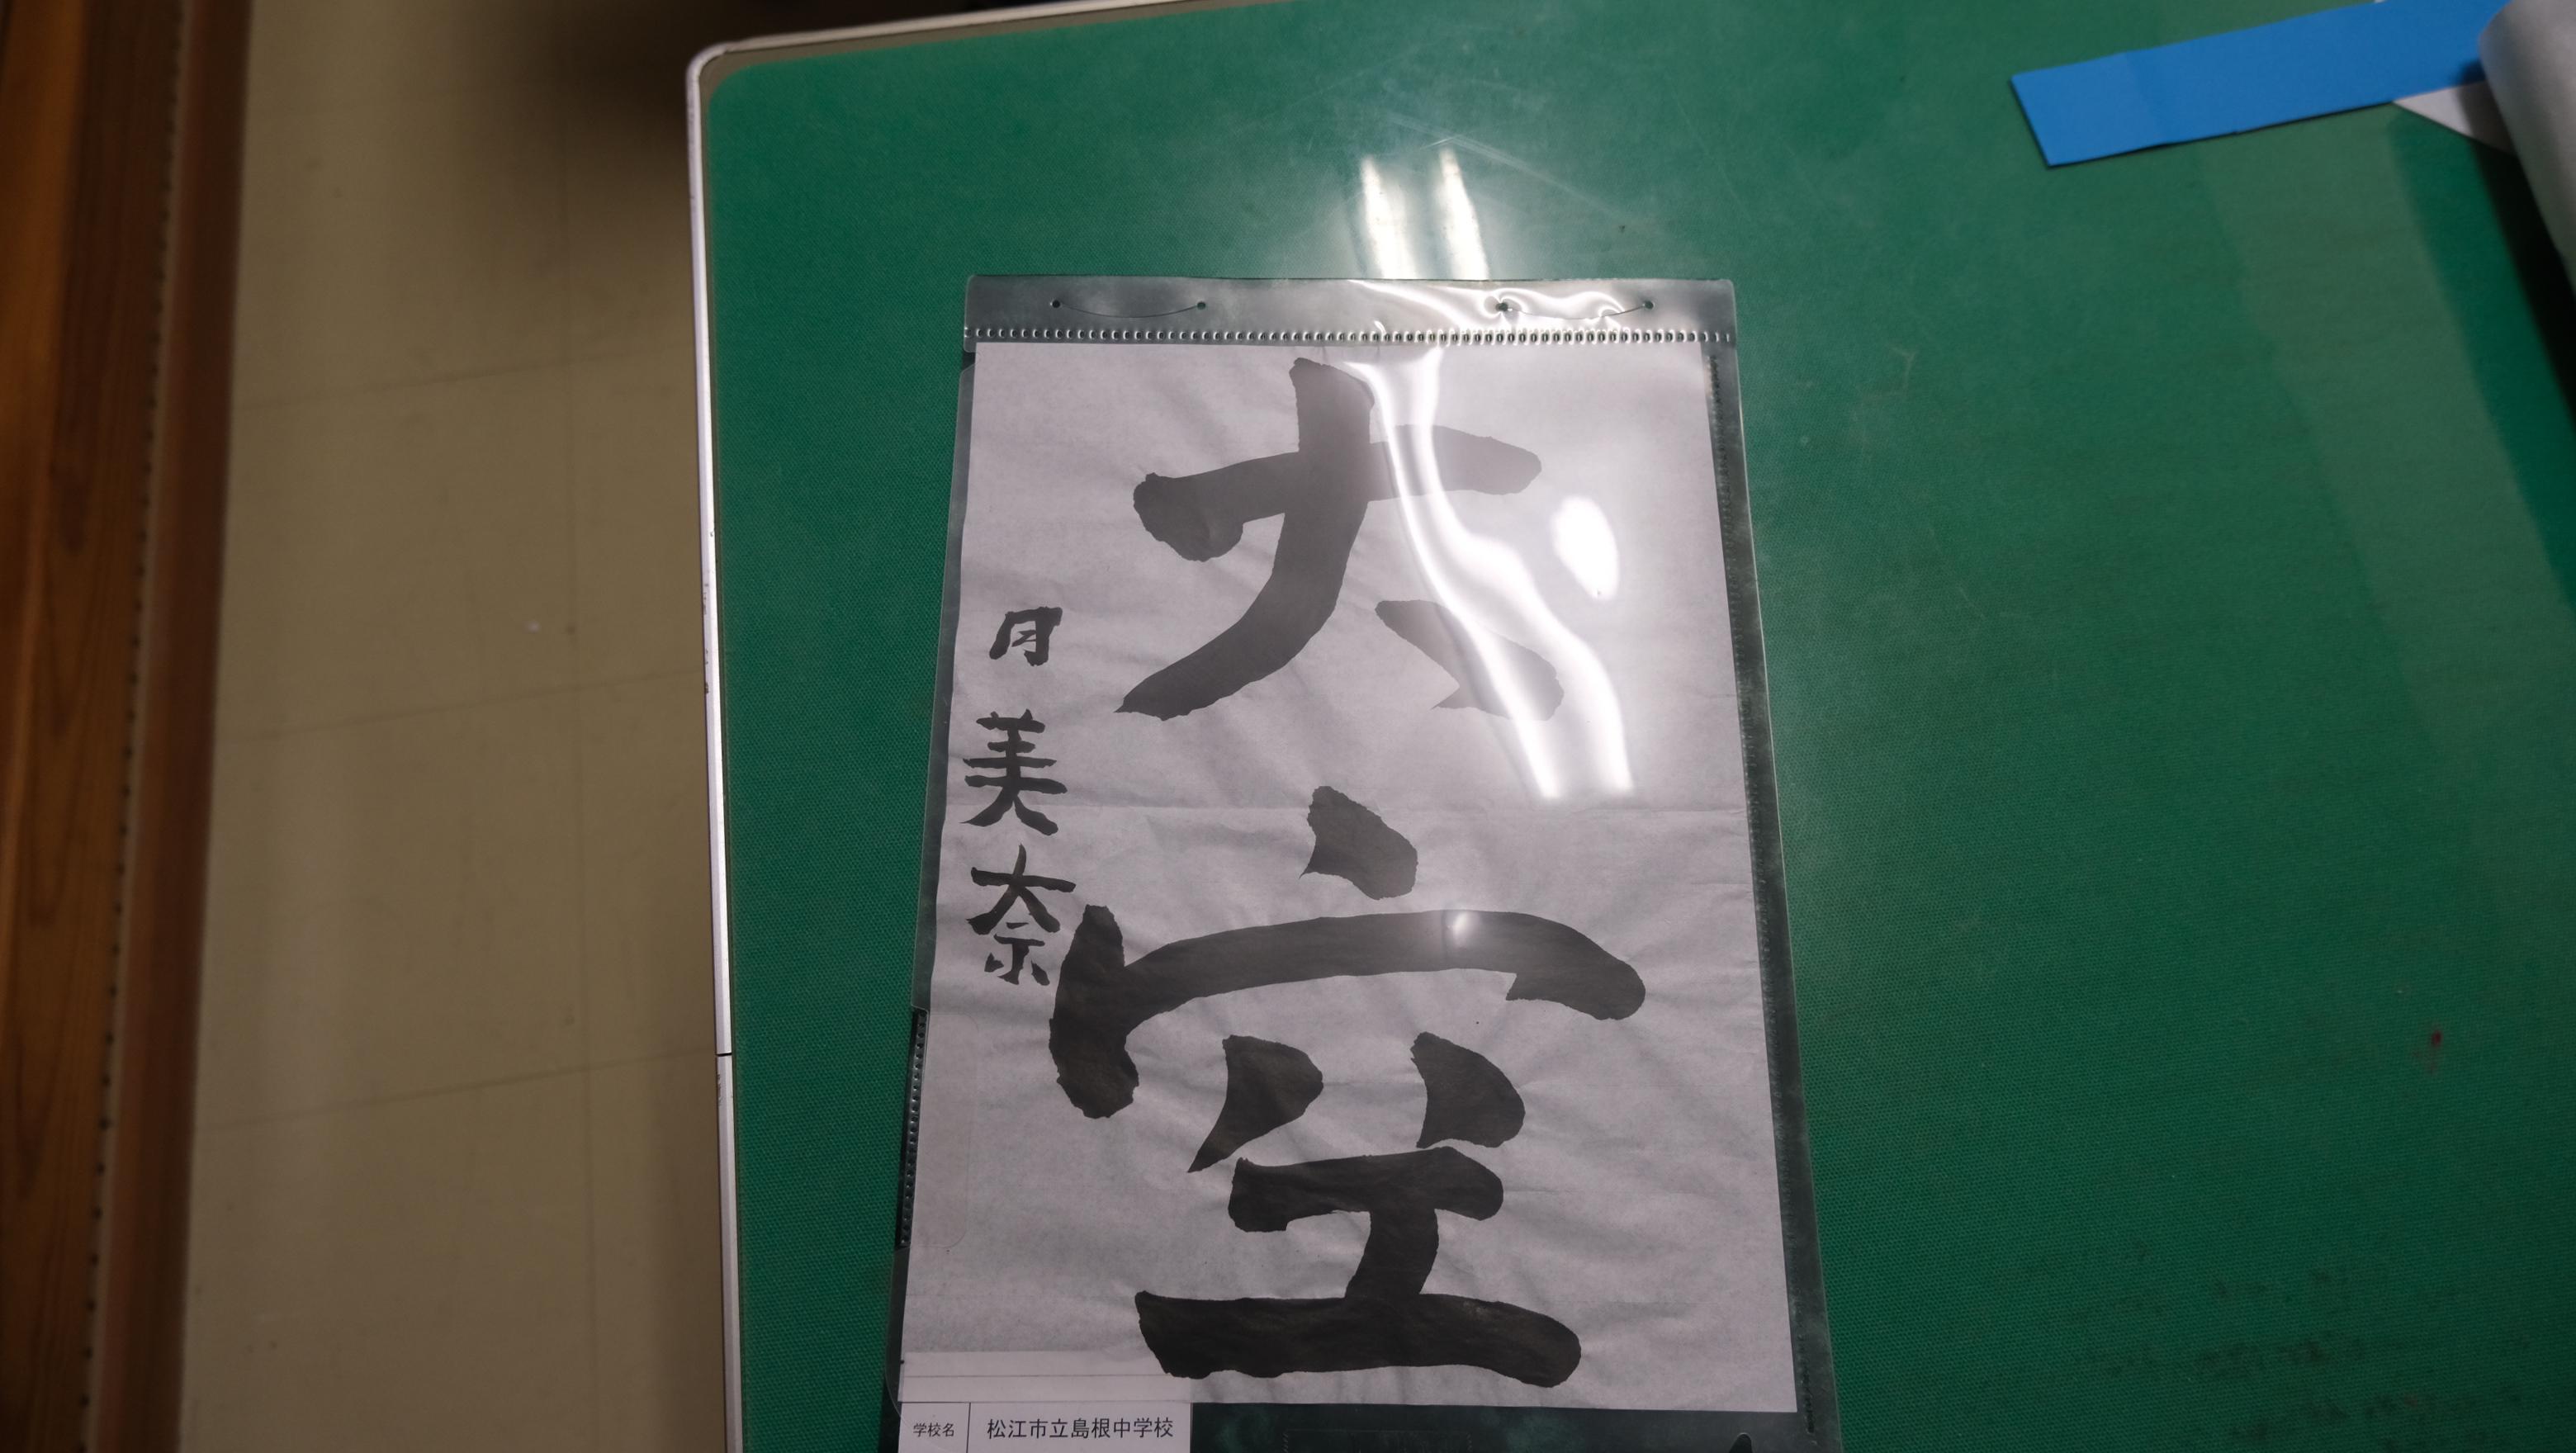 大空
月美奈
学校名 松江市立島根中学校